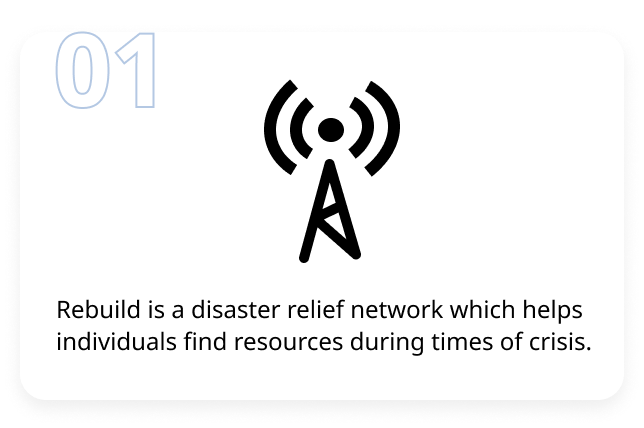 01
Rebuild is a disaster relief network which helps
individuals find resources during times of crisis.